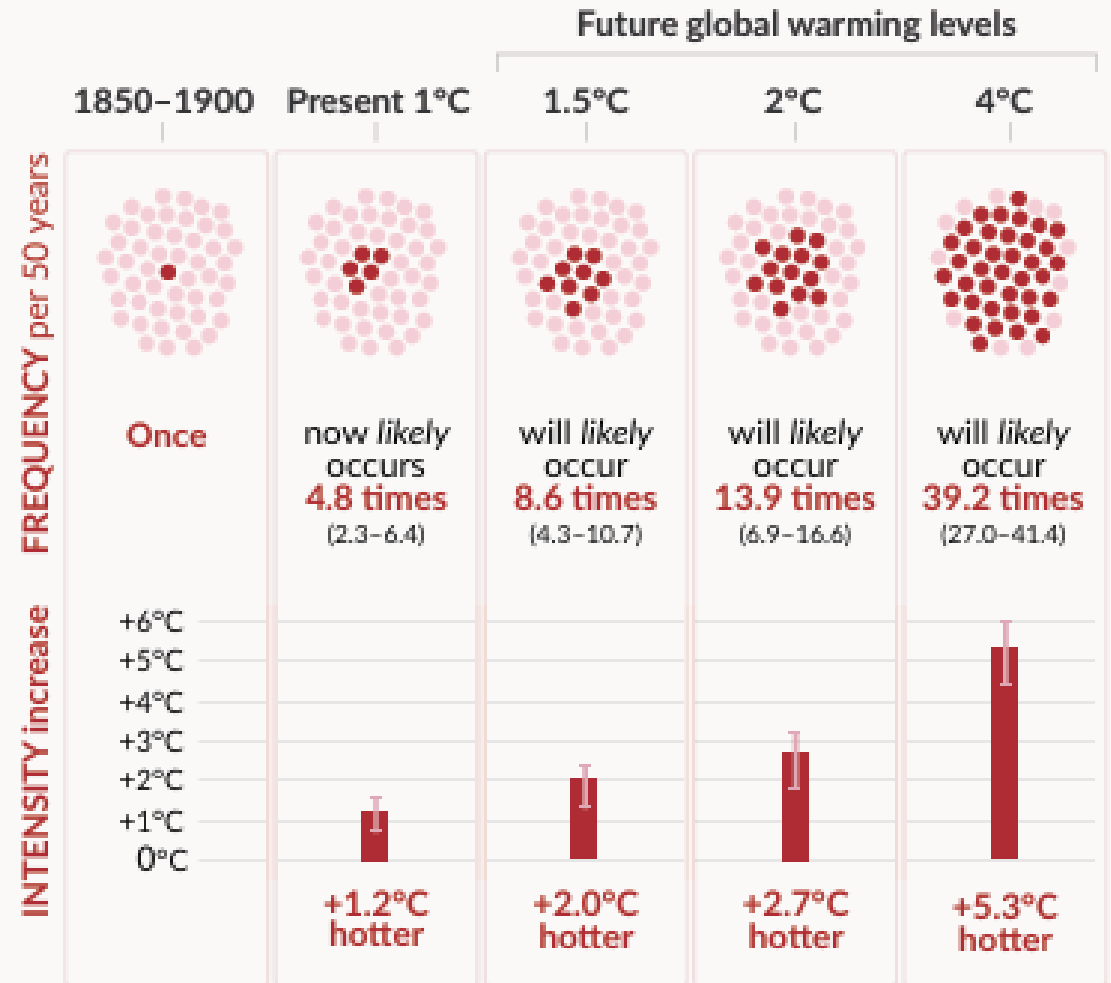 Future global warming levels
1850–1900 Present 1°C 1.5°C 2°C 4°C
FREQUENCY per 50 years
Once
now likely
occurs
4.8 times
(2.3–6.4)
will likely
occur
8.6 times
(4.3–10.7)
will likely
occur
13.9 times
(6.9–16.6)
will likely
occur
39.2 times
(27.0–41.4)
INTENSITY increase
+6°C
+5°C
+4°C
+3°C
+2°C
+1°C
0°C
+1.2°C
hotter
+2.0°C
hotter
+2.7°C
hotter
+5.3°C
hotter